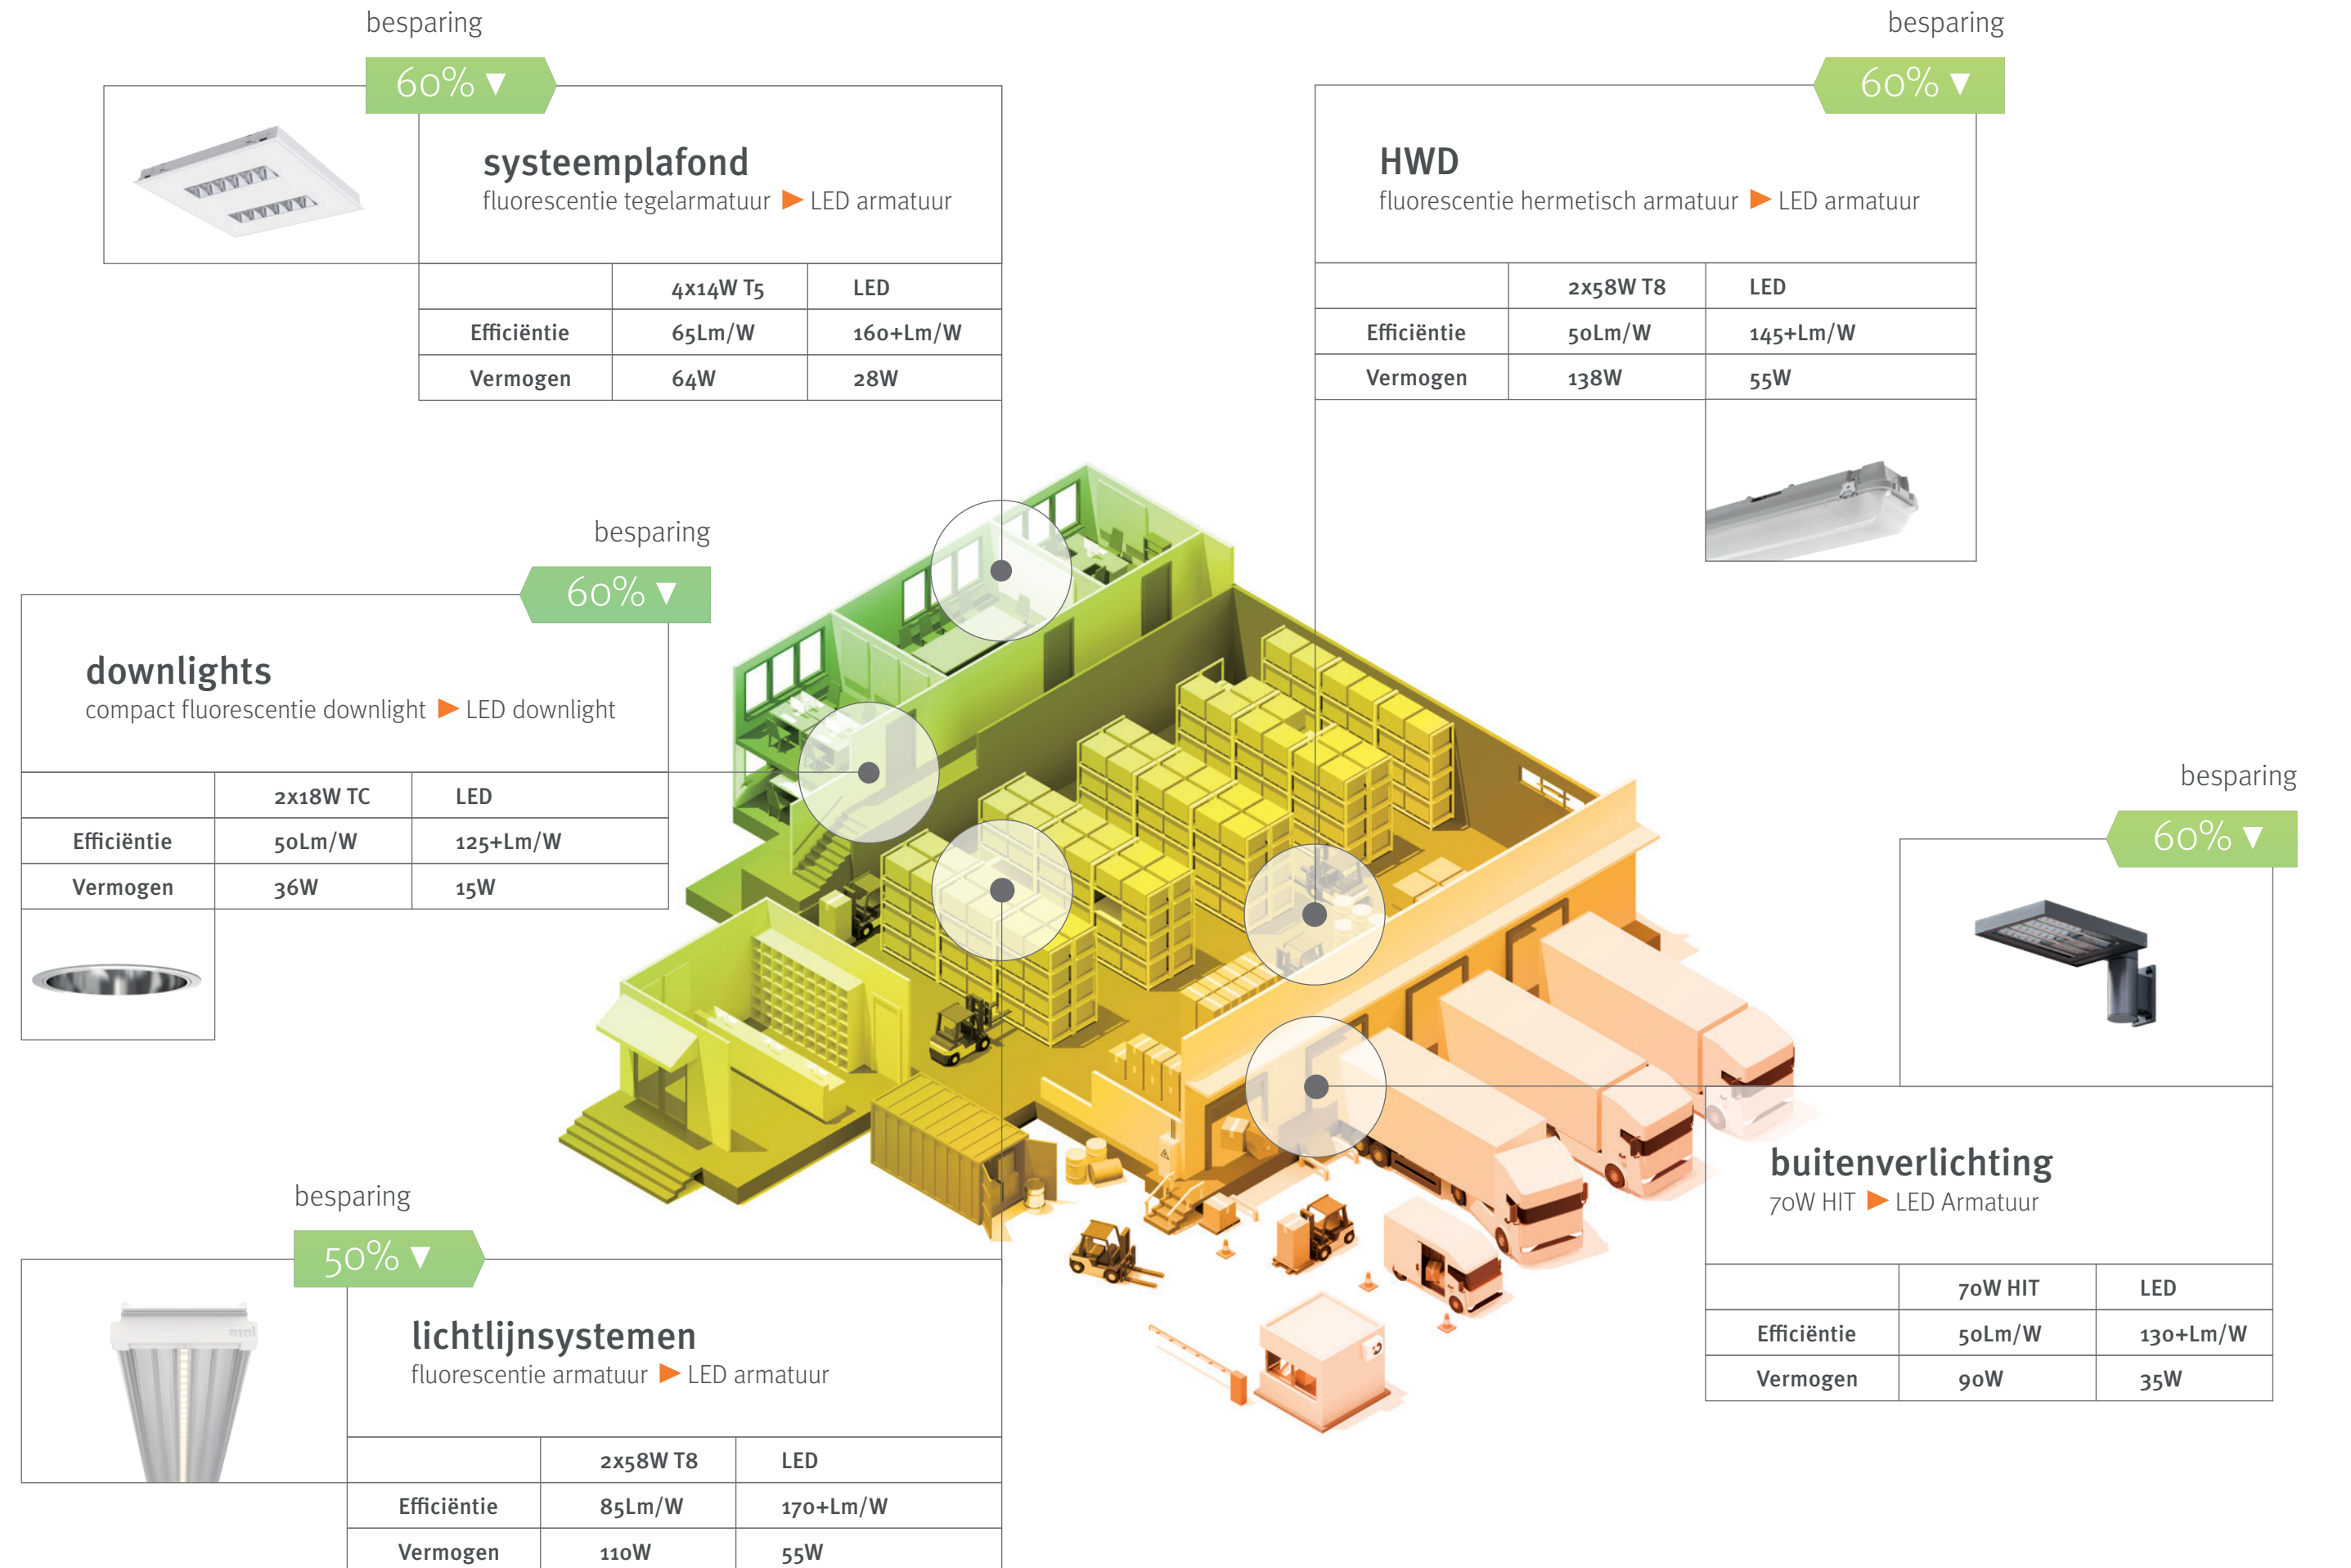 besparing
60% ▼
systeemplafond
fluorescentie tegelarmatuur ▶ LED armatuur
4x14W T5 LED
Efficiëntie 65Lm/W 160+Lm/W
Vermogen 64W 28W
besparing
60% ▼
HWD
fluorescentie hermetisch armatuur ▶ LED armatuur
2x58W T8 LED
Efficiëntie 50Lm/W 145+Lm/W
Vermogen 138W 55W
besparing
60% ▼
downlights
compact fluorescentie downlight ▶ LED downlight
2x18W TC LED
Efficiëntie 50Lm/W 125+Lm/W
Vermogen 36W 15W
besparing
60% ▼
buitenverlichting
70W HIT ▶ LED Armatuur
70W HIT LED
Efficiëntie 50Lm/W 130+Lm/W
Vermogen 90W 35W
besparing
50% ▼
lichtlijnsystemen
fluorescentie armatuur ▶ LED armatuur
2x58W T8 LED
Efficiëntie 85Lm/W 170+Lm/W
Vermogen 110W 55W